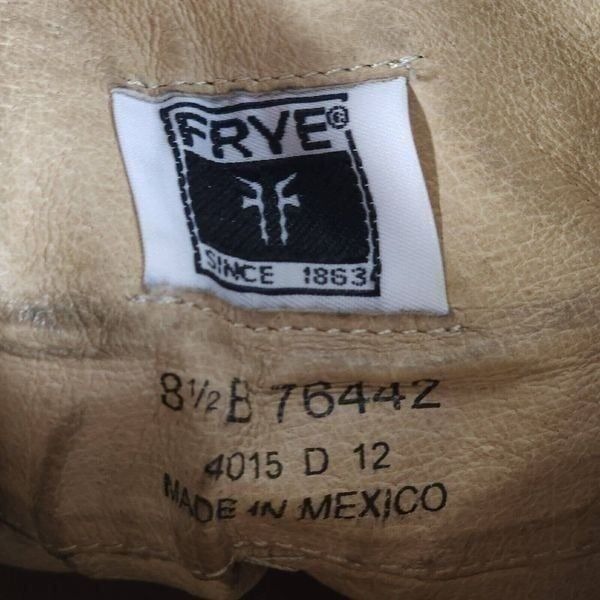 FRYE®
SINCE 1863
8½ B 76442
4015 D 12
MADE IN MEXICO